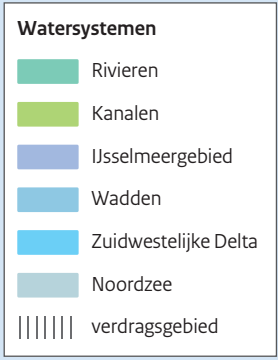 Watersystemen
Rivieren
Kanalen
IJsselmeergebied
Wadden
Zuidwestelijke Delta
Noordzee
verdragsgebied